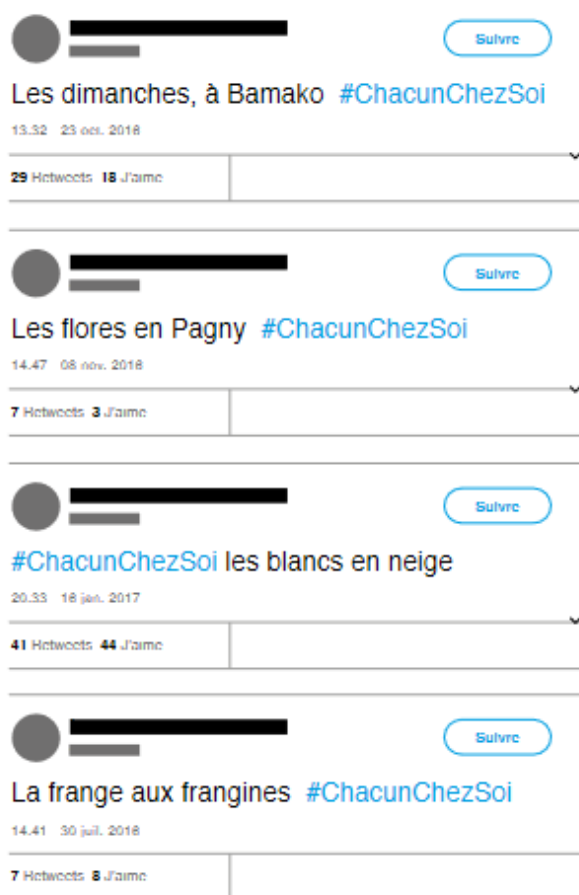 Suivre
Les dimanches, à Bamako #ChacunChezSoi
13.32 23 oct. 2016
29 Retweets 18 J'aime
Suivre
Les flores en Pagny #ChacunChezSoi
14.47 08 nov. 2016
7 Retweets 3 J'aime
Suivre
#ChacunChezSoi les blancs en neige
20.33 16 jan. 2017
41 Retweets 44 J'aime
Suivre
La frange aux frangines #ChacunChezSoi
14.41 30 juil. 2016
7 Retweets 8 J'aime